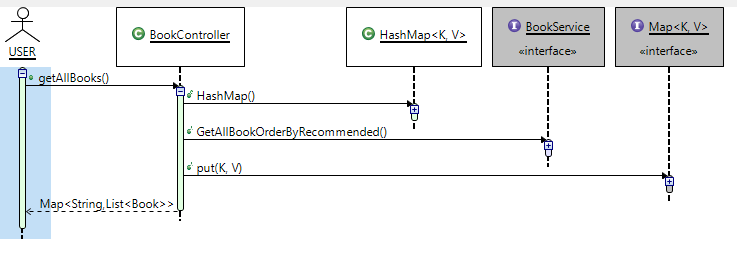 USER
C BookController
C HashMap<K, V>
I BookService
«interface»
I Map<K, V>
«interface»
getAllBooks()
HashMap()
GetAllBookOrderByRecommended()
put(K, V)
Map<String,List<Book>>